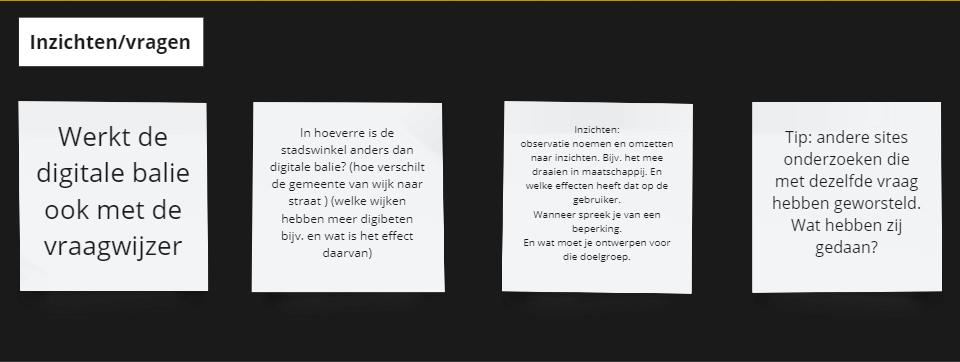 Inzichten/vragen
Werkt de
digitale balie
ook met de
vraagwijzer
In hoeverre is de
stadswinkel anders dan
digitale balie? (hoe verschilt
de gemeente van wijk naar
straat ) (welke wijken
hebben meer digibeten
bijv. en wat is het effect
daarvan)
Inzichten:
observatie noemen en omzetten
naar inzichten. Bijv. het mee
draaien in maatschappij. En
welke effecten heeft dat op de
gebruiker.
Wanneer spreek je van een
beperking.
En wat moet je ontwerpen voor
die doelgroep.
Tip: andere sites
onderzoeken die
met dezelfde vraag
hebben geworsteld.
Wat hebben zij
gedaan?